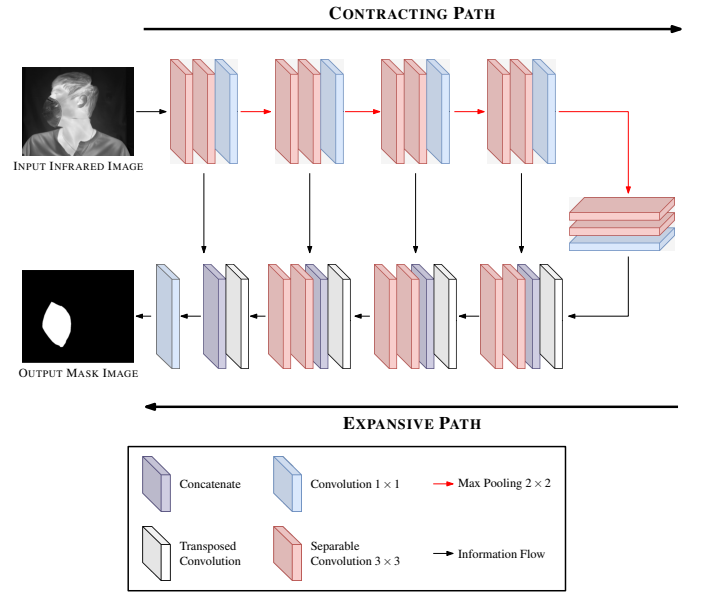 CONTRACTING PATH
INPUT INFRARED IMAGE
OUTPUT MASK IMAGE
EXPANSIVE PATH
Concatenate
Convolution 1 × 1
Max Pooling 2 × 2
Transposed
Convolution
Separable
Convolution 3 × 3
Information Flow